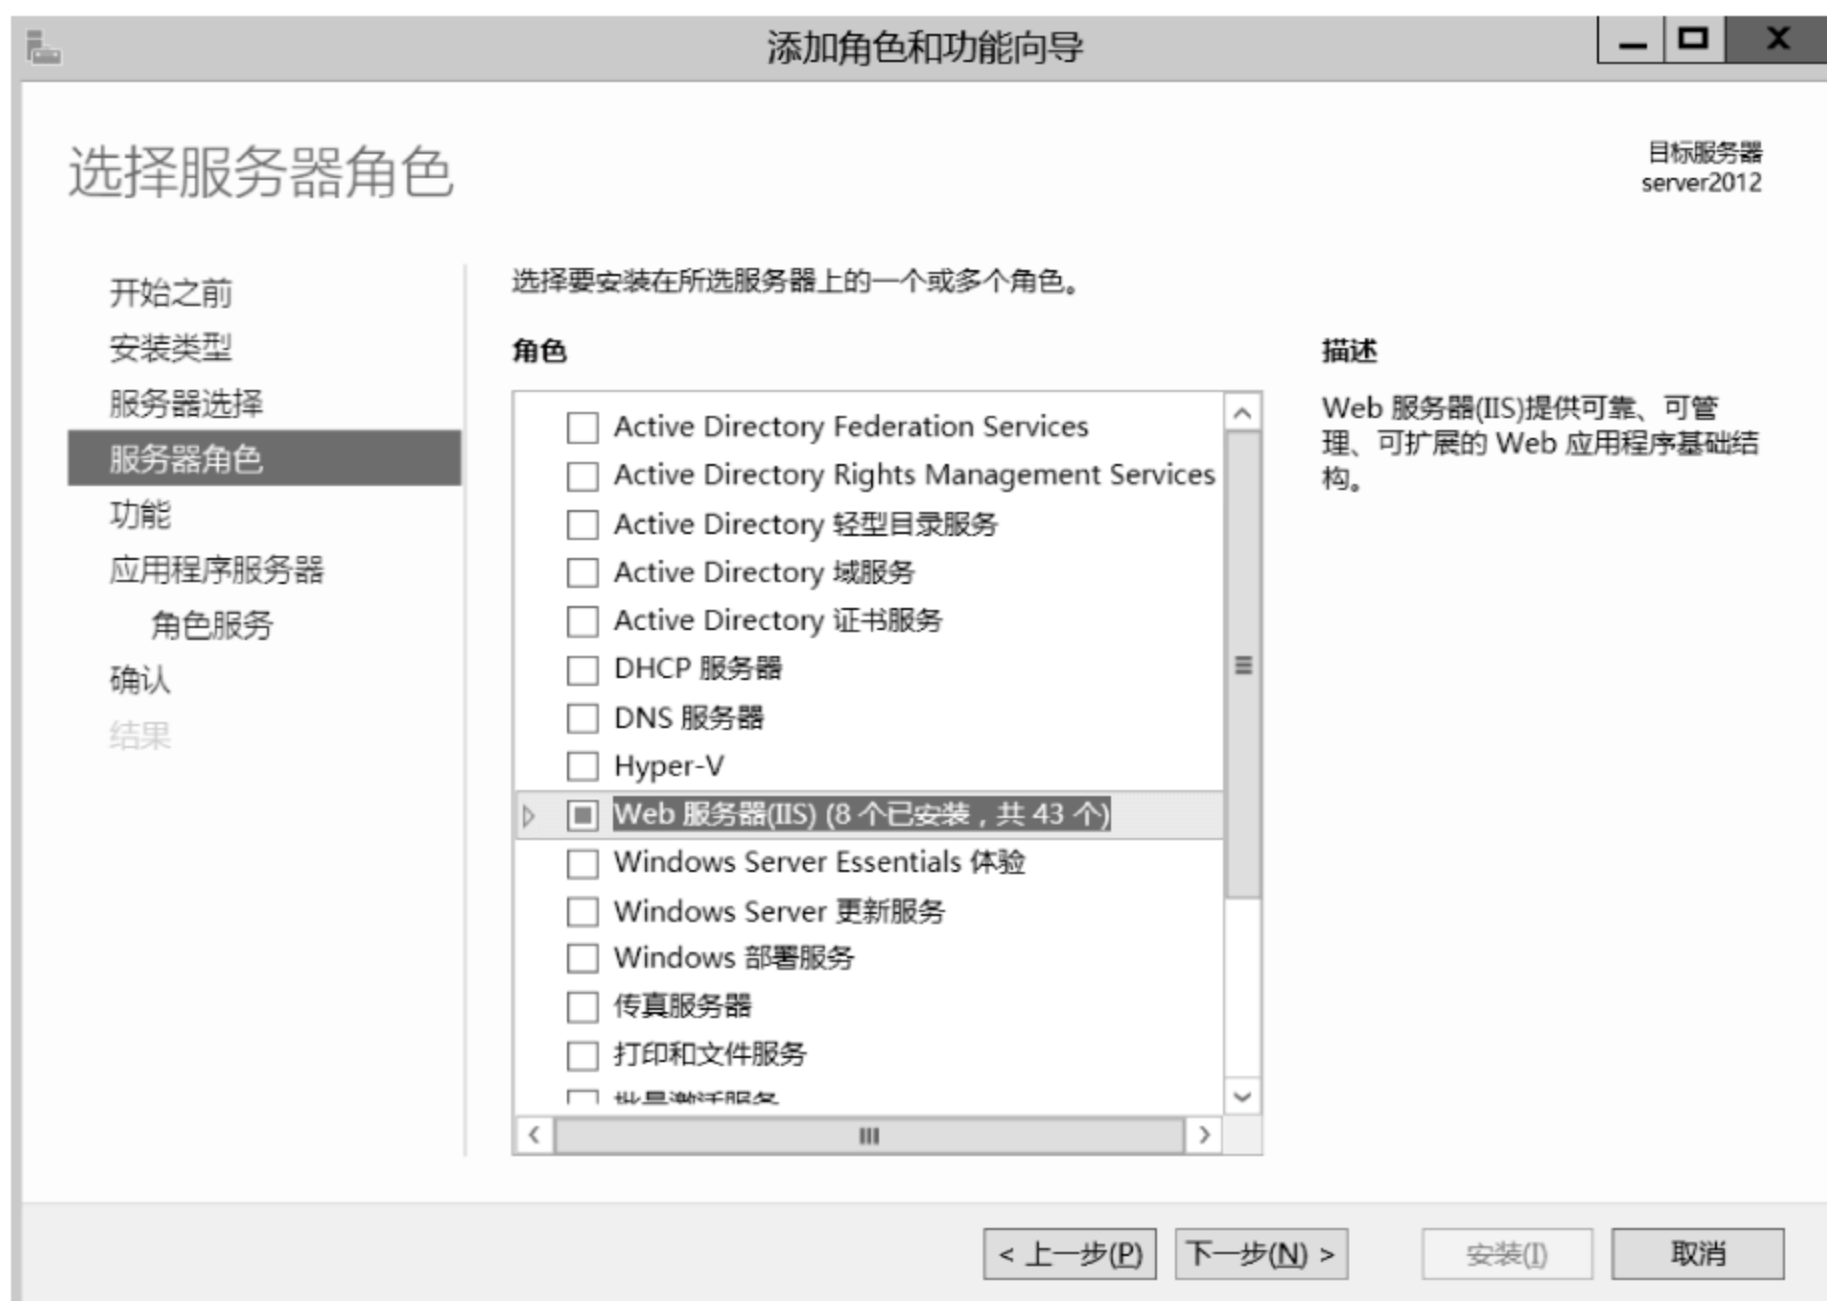 添加角色和功能向导
选择服务器角色
目标服务器
server2012
开始之前
安装类型
服务器选择
服务器角色
功能
应用程序服务器
角色服务
确认
结果
选择要安装在所选服务器上的一个或多个角色。
角色
Active Directory Federation Services
Active Directory Rights Management Services
Active Directory 轻型目录服务
Active Directory 域服务
Active Directory 证书服务
DHCP 服务器
DNS 服务器
Hyper-V
Web 服务器(IIS) (8 个已安装，共 43 个)
Windows Server Essentials 体验
Windows Server 更新服务
Windows 部署服务
传真服务器
打印和文件服务
批量激活服务
描述
Web 服务器(IIS)提供可靠、可管
理、可扩展的 Web 应用程序基础结
构。
< 上一步(P)
下一步(N) >
安装(I)
取消